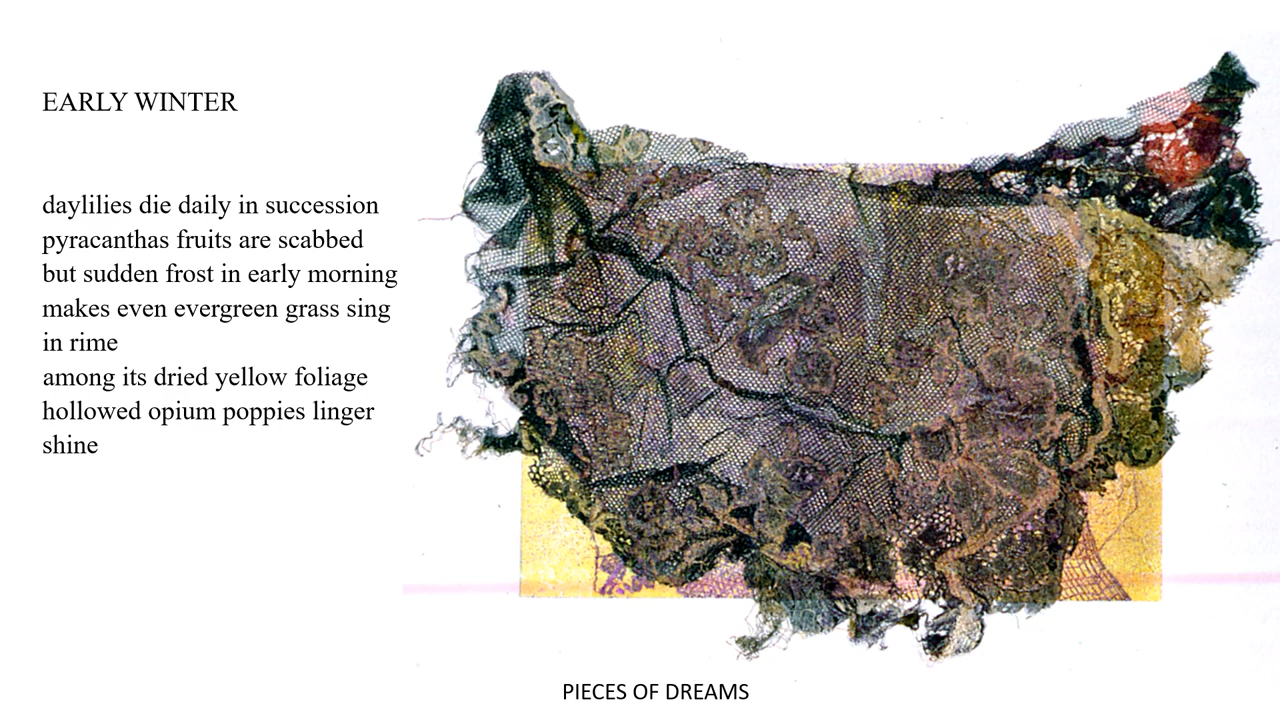 EARLY WINTER
daylilies die daily in succession
pyracanthas fruits are scabbed
but sudden frost in early morning
makes even evergreen grass sing
in rime
among its dried yellow foliage
hollowed opium poppies linger
shine
PIECES OF DREAMS